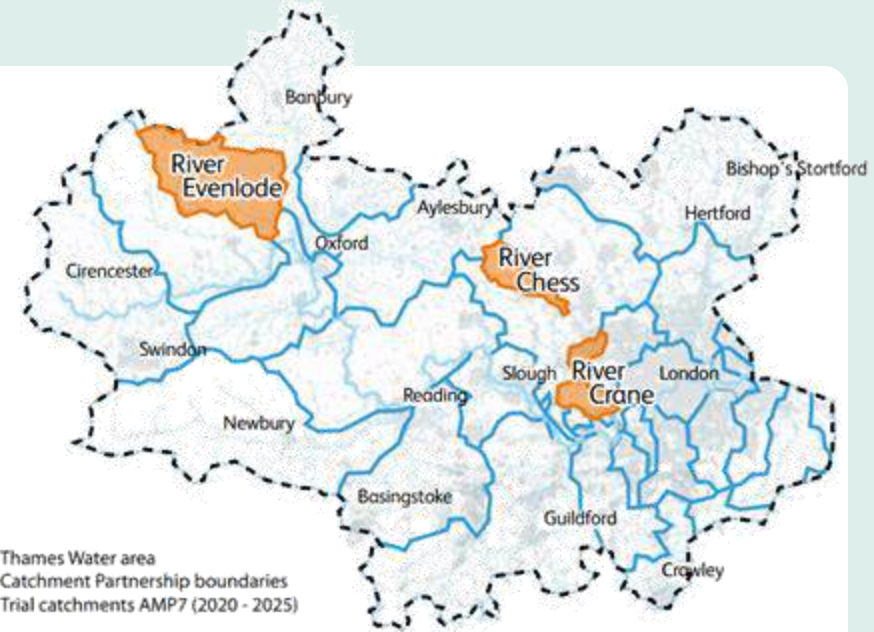 Banbury
River
Evenlode
Bishop's Stortford
Aylesbury
Hertford
Oxford
River
Chess
Cirencester
Swindon
Slough
River
Crane
London
Reading
Newbury
Basingstoke
Guildford
Crawley
Thames Water area
Catchment Partnership boundaries
Trial catchments AMP7 (2020 - 2025)